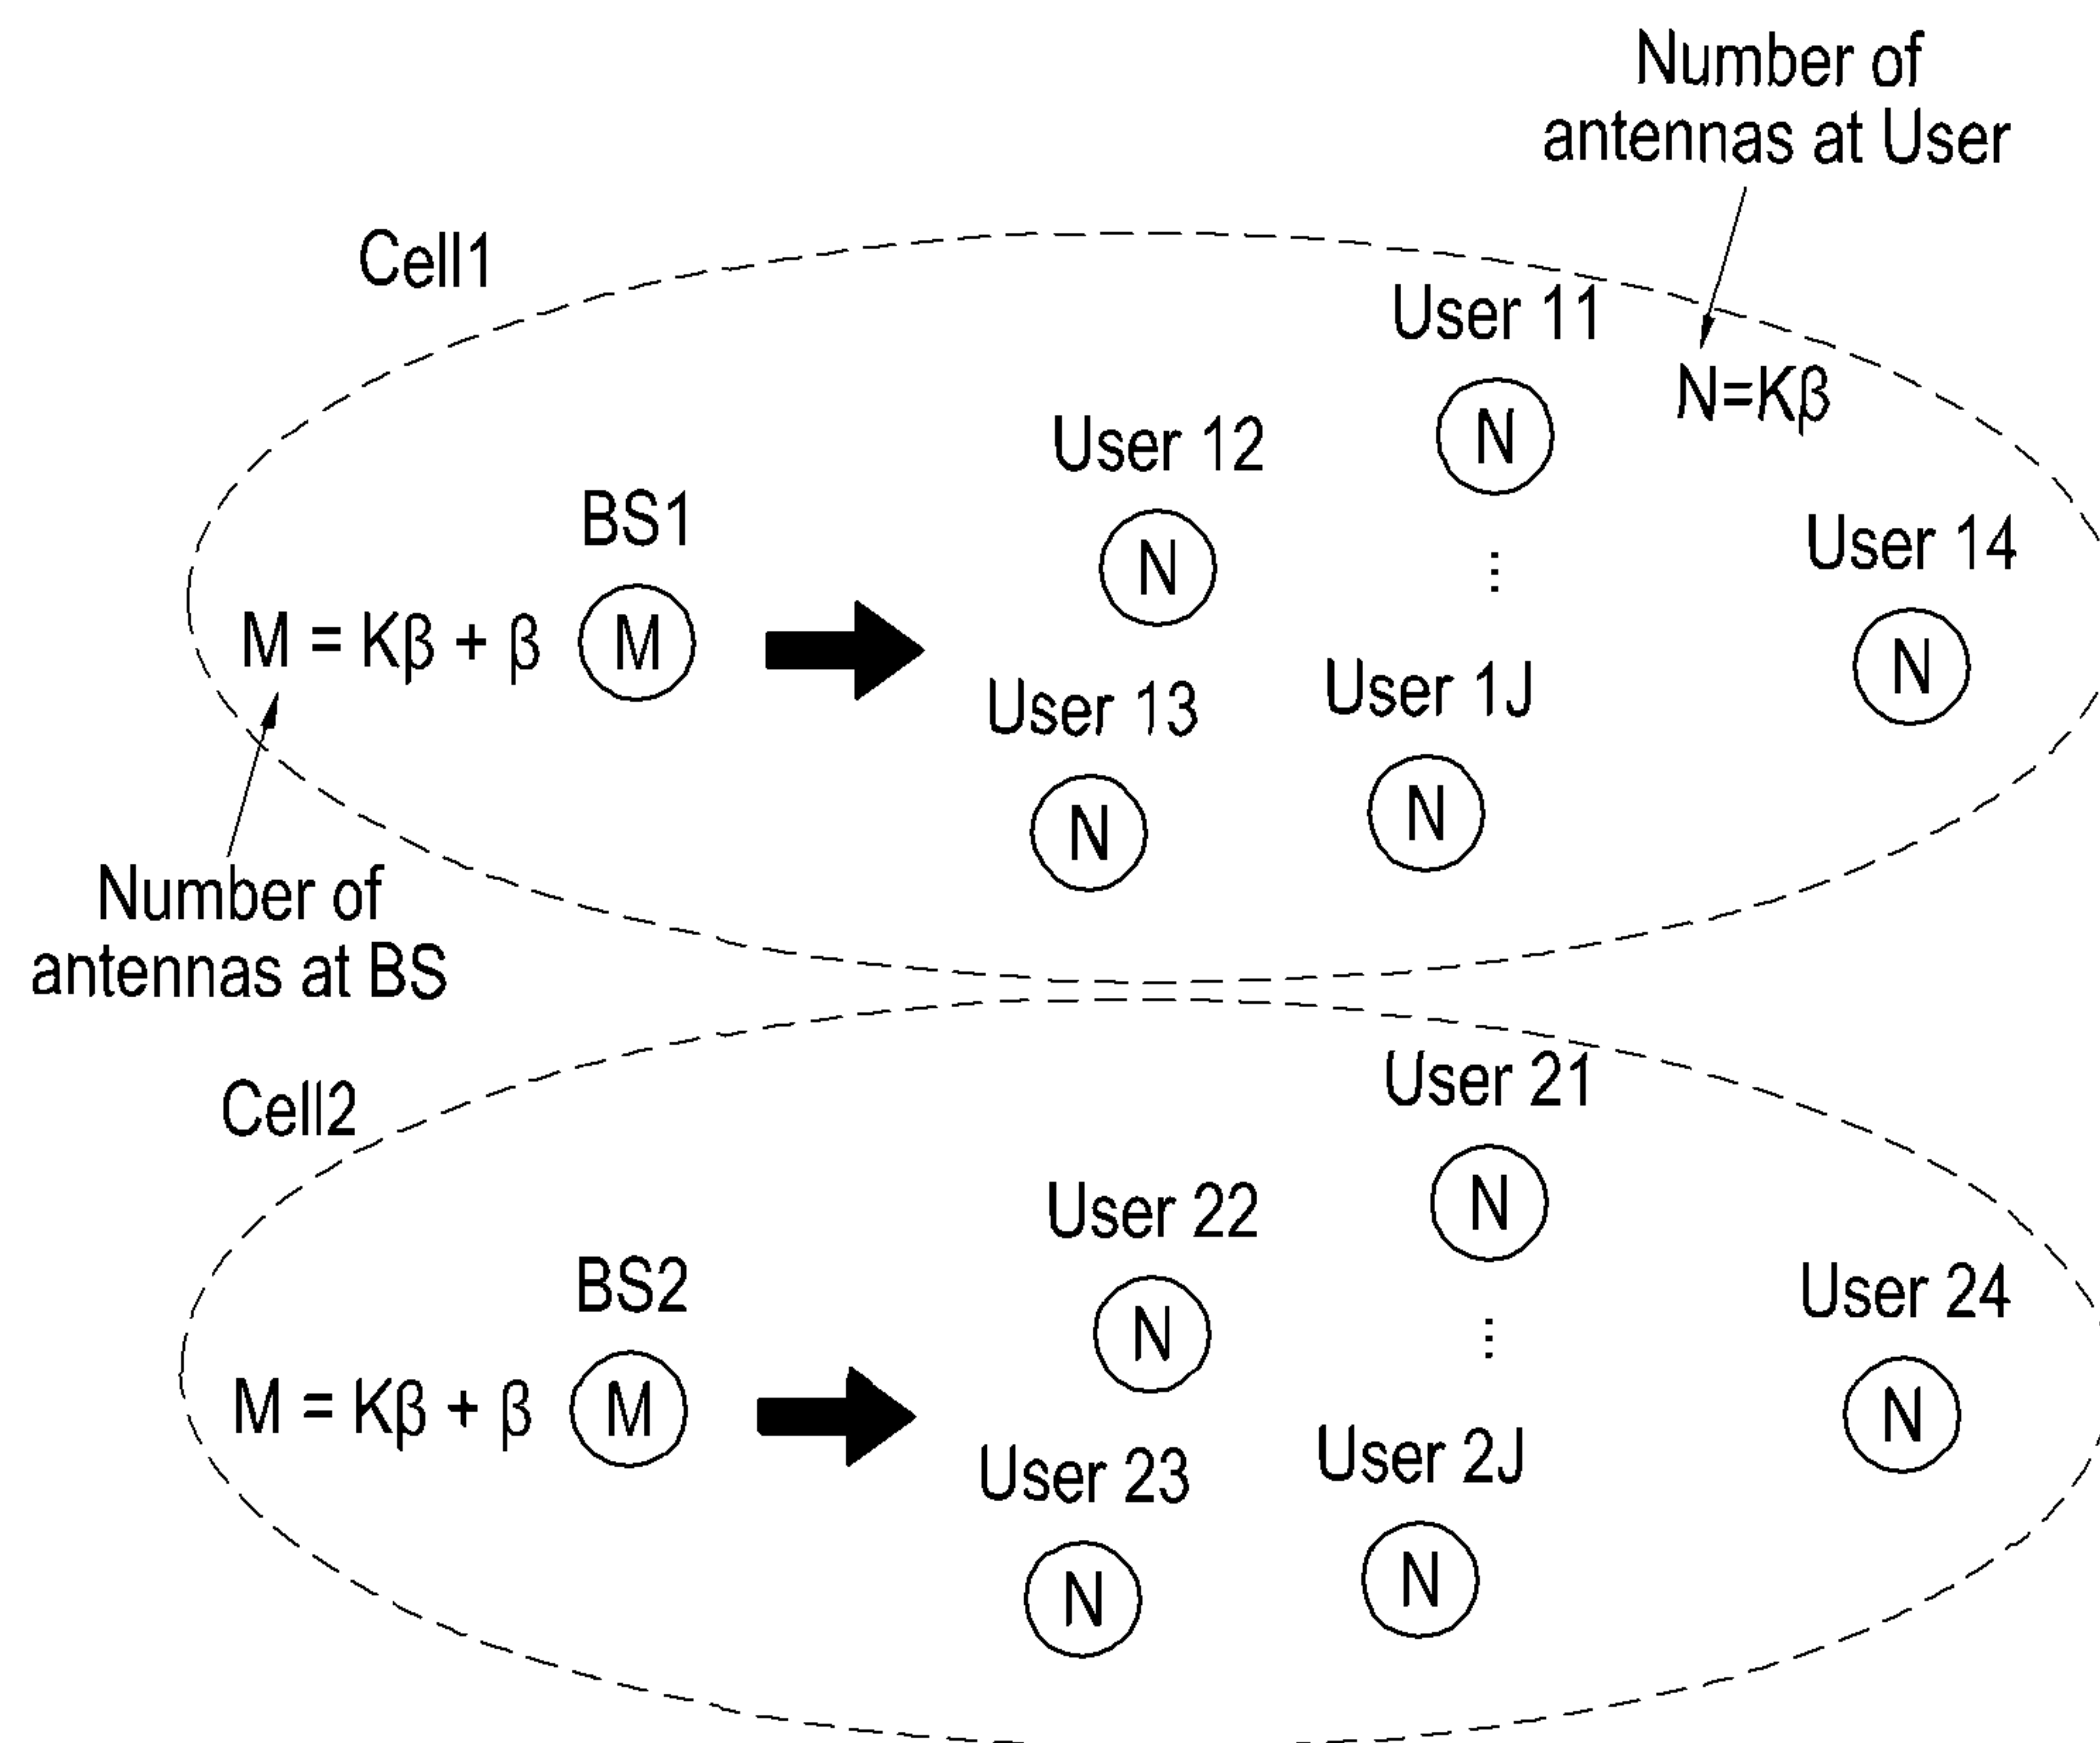 Number of
antennas at User
Cell1
User 11
N=Kβ
N
User 12
N
BS1
User 14
M = Kβ + β
M
N
⋮
User 13
User 1J
N
N
Number of
antennas at BS
Cell2
User 21
N
User 22
N
BS2
User 24
M = Kβ + β
M
N
⋮
User 23
User 2J
N
N